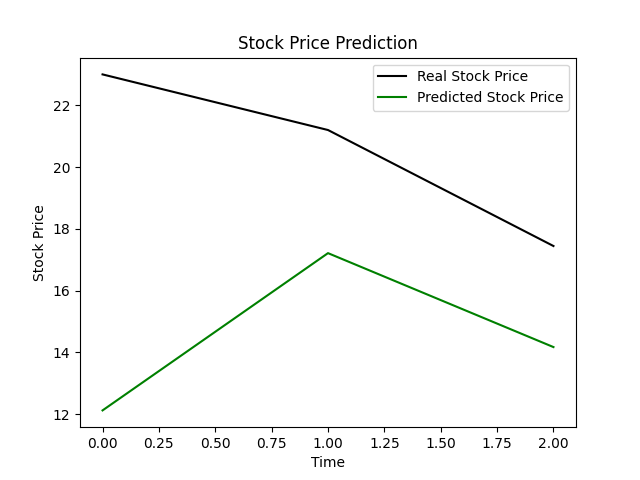 Stock Price Prediction
Real Stock Price
Predicted Stock Price
Stock Price
22
20
18
16
14
12
0.00 0.25 0.50 0.75 1.00 1.25 1.50 1.75 2.00
Time